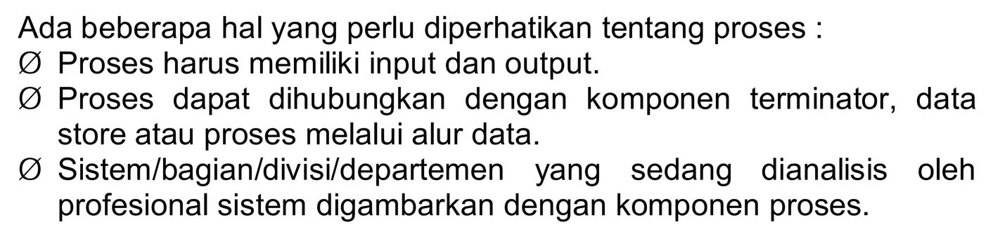 Ada beberapa hal yang perlu diperhatikan tentang proses :
Ø Proses harus memiliki input dan output.
Ø Proses dapat dihubungkan dengan komponen terminator, data
store atau proses melalui alur data.
Ø Sistem/bagian/divisi/departemen yang sedang dianalisis oleh
profesional sistem digambarkan dengan komponen proses.